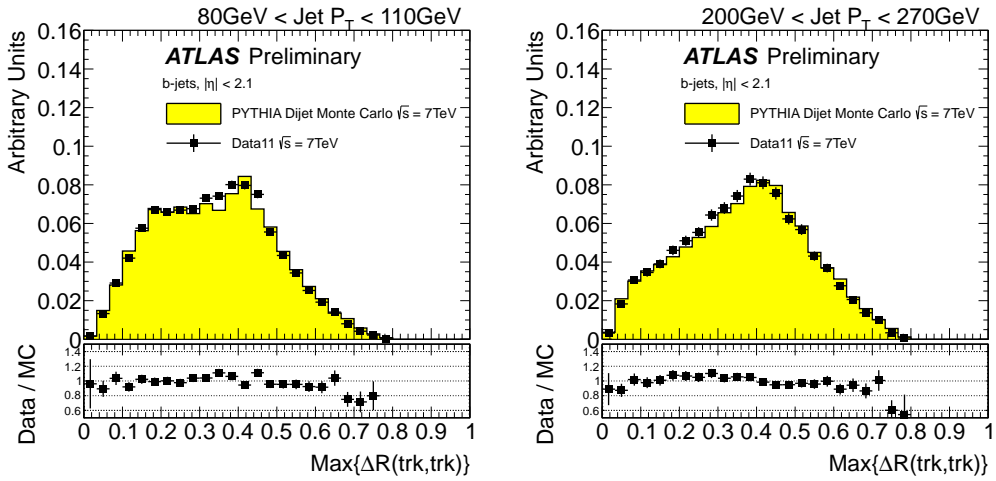 80GeV < Jet P_T < 110GeV
Arbitrary Units
0.16
0.14
0.12
0.1
0.08
0.06
0.04
0.02
0
ATLAS Preliminary
b-jets, |η| < 2.1
PYTHIA Dijet Monte Carlo √s = 7TeV
Data11 √s = 7TeV
Data / MC
1.4
1.2
1
0.8
0.6
0 0.1 0.2 0.3 0.4 0.5 0.6 0.7 0.8 0.9 1
Max{ΔR(trk,trk)}
200GeV < Jet P_T < 270GeV
Arbitrary Units
0.16
0.14
0.12
0.1
0.08
0.06
0.04
0.02
0
ATLAS Preliminary
b-jets, |η| < 2.1
PYTHIA Dijet Monte Carlo √s = 7TeV
Data11 √s = 7TeV
Data / MC
1.4
1.2
1
0.8
0.6
0 0.1 0.2 0.3 0.4 0.5 0.6 0.7 0.8 0.9 1
Max{ΔR(trk,trk)}